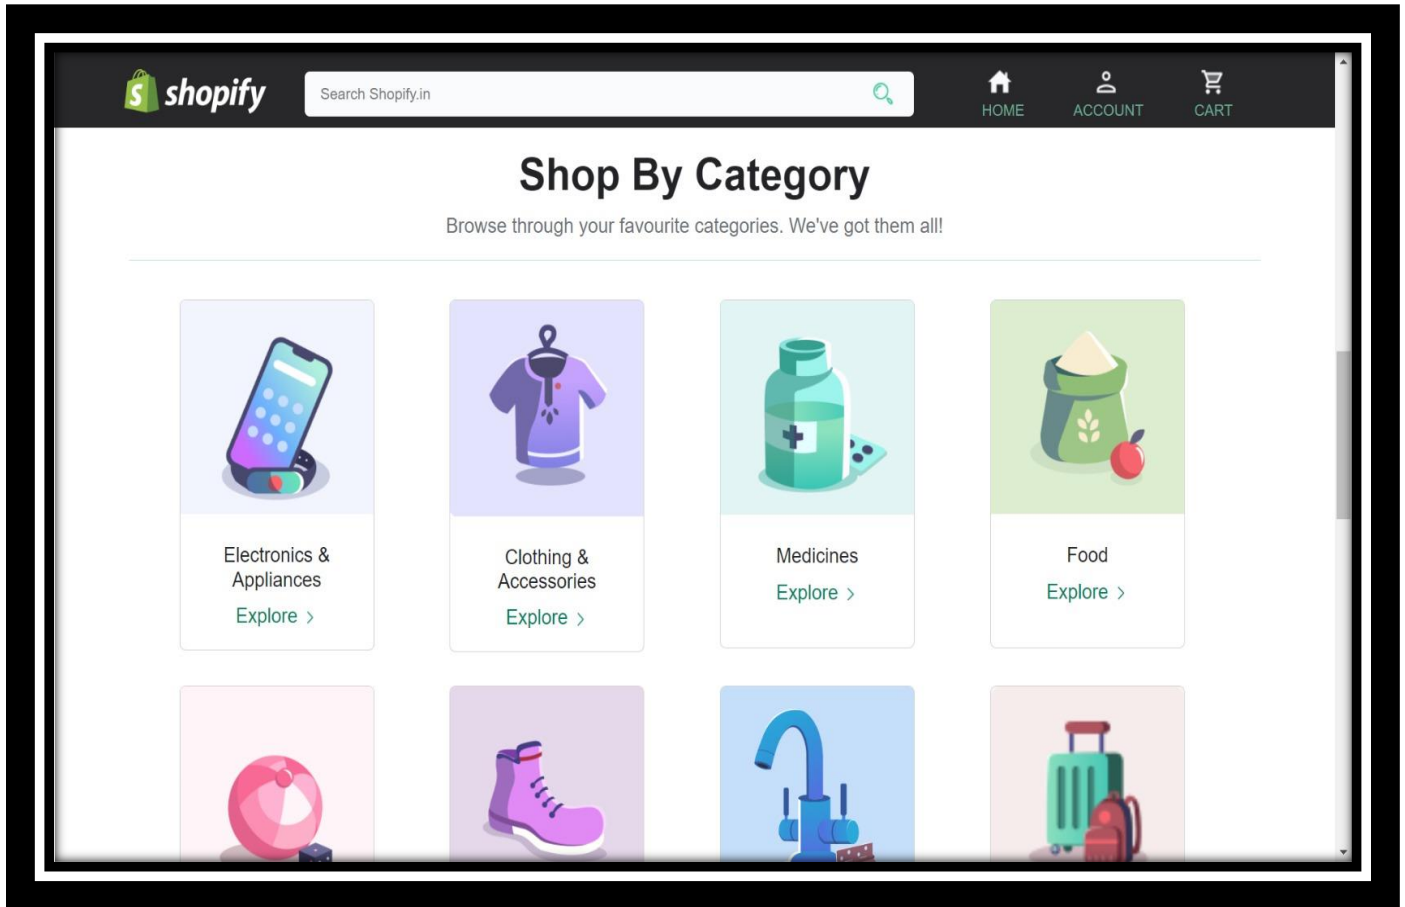 shopify
Search Shopify.in
HOME
ACCOUNT
CART
Shop By Category
Browse through your favourite categories. We've got them all!
Electronics &
Appliances
Explore >
Clothing &
Accessories
Explore >
Medicines
Explore >
Food
Explore >